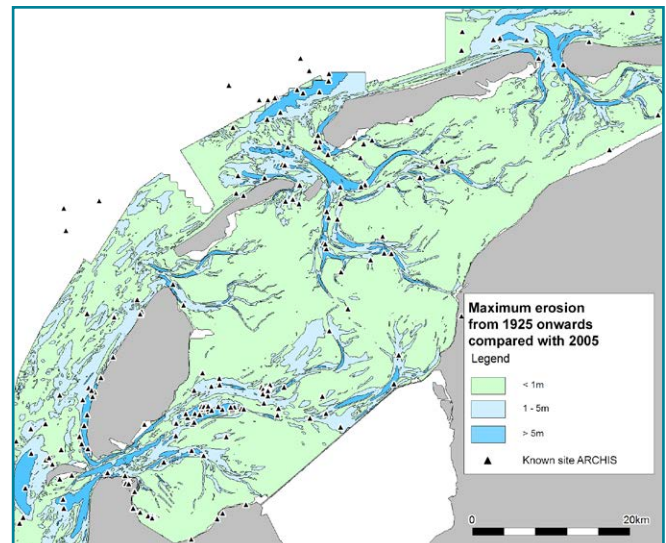 Maximum erosion
from 1925 onwards
compared with 2005
Legend
< 1m
1 - 5m
> 5m
Known site ARCHIS
0 20km